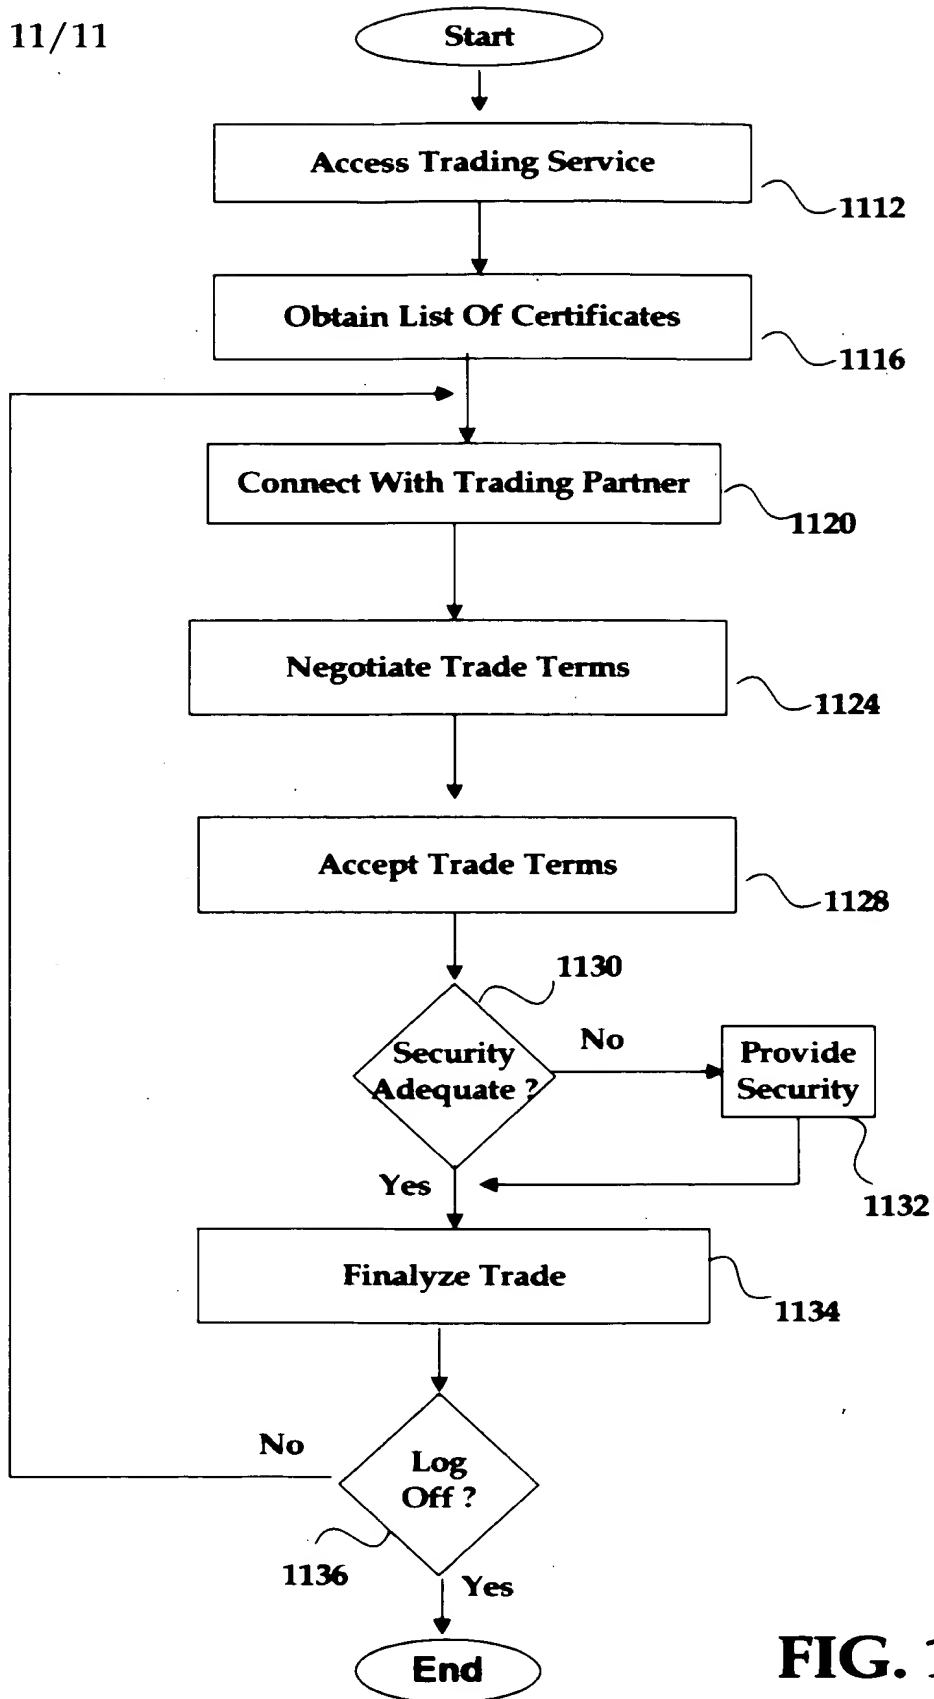 11/11
Start
Access Trading Service
1112
Obtain List Of Certificates
1116
Connect With Trading Partner
1120
Negotiate Trade Terms
1124
Accept Trade Terms
1128
1130
Security
Adequate ?
No
Provide
Security
1132
Yes
Finalyze Trade
1134
No
Log
Off ?
1136
Yes
End
FIG.